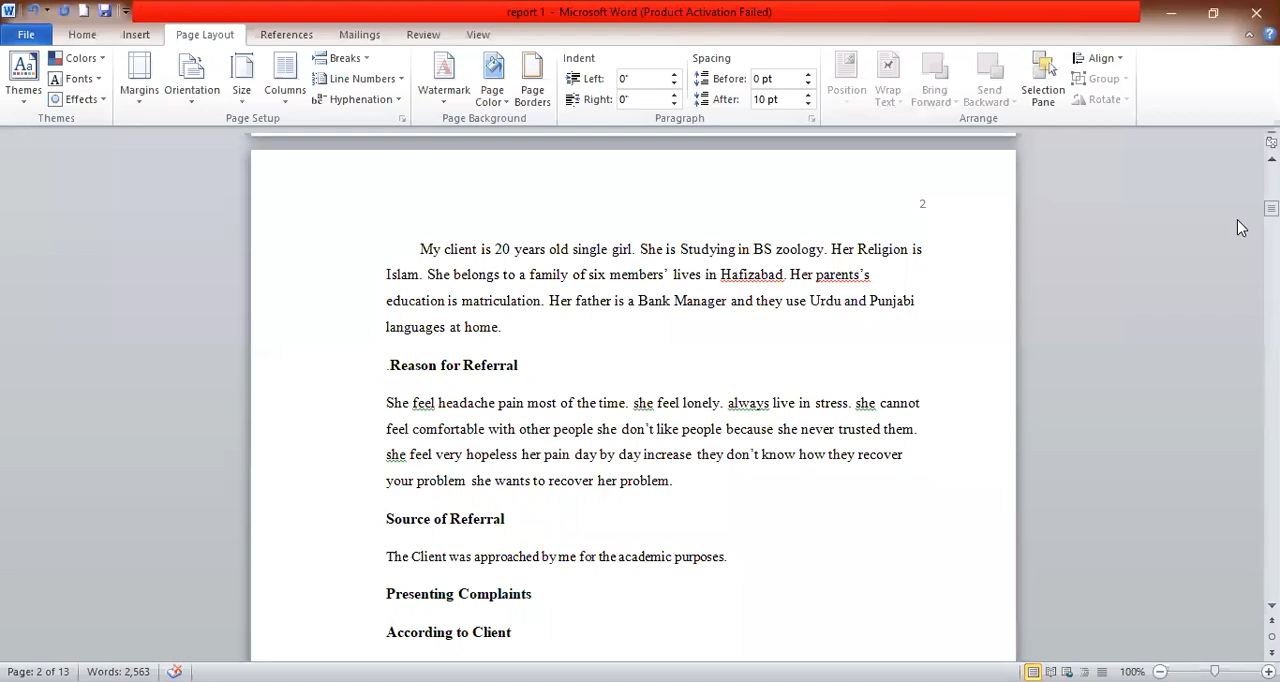 report 1 - Microsoft Word (Product Activation Failed)
File Home Insert Page Layout References Mailings Review View
Themes Colors Fonts Effects Margins Orientation Size Columns Breaks Line Numbers Hyphenation Watermark Page Color Page Borders Indent Left: 0" Right: 0" Spacing Before: 0 pt After: 10 pt Position Wrap Text Bring Forward Send Backward Selection Pane Align Group Rotate
Themes Page Setup Page Background Paragraph Arrange
2
My client is 20 years old single girl. She is Studying in BS zoology. Her Religion is
Islam. She belongs to a family of six members’ lives in Hafizabad. Her parents’s
education is matriculation. Her father is a Bank Manager and they use Urdu and Punjabi
languages at home.
.Reason for Referral
She feel headache pain most of the time. she feel lonely. always live in stress. she cannot
feel comfortable with other people she don’t like people because she never trusted them.
she feel very hopeless her pain day by day increase they don’t know how they recover
your problem she wants to recover her problem.
Source of Referral
The Client was approached by me for the academic purposes.
Presenting Complaints
According to Client
Page: 2 of 13 Words: 2,563 100%